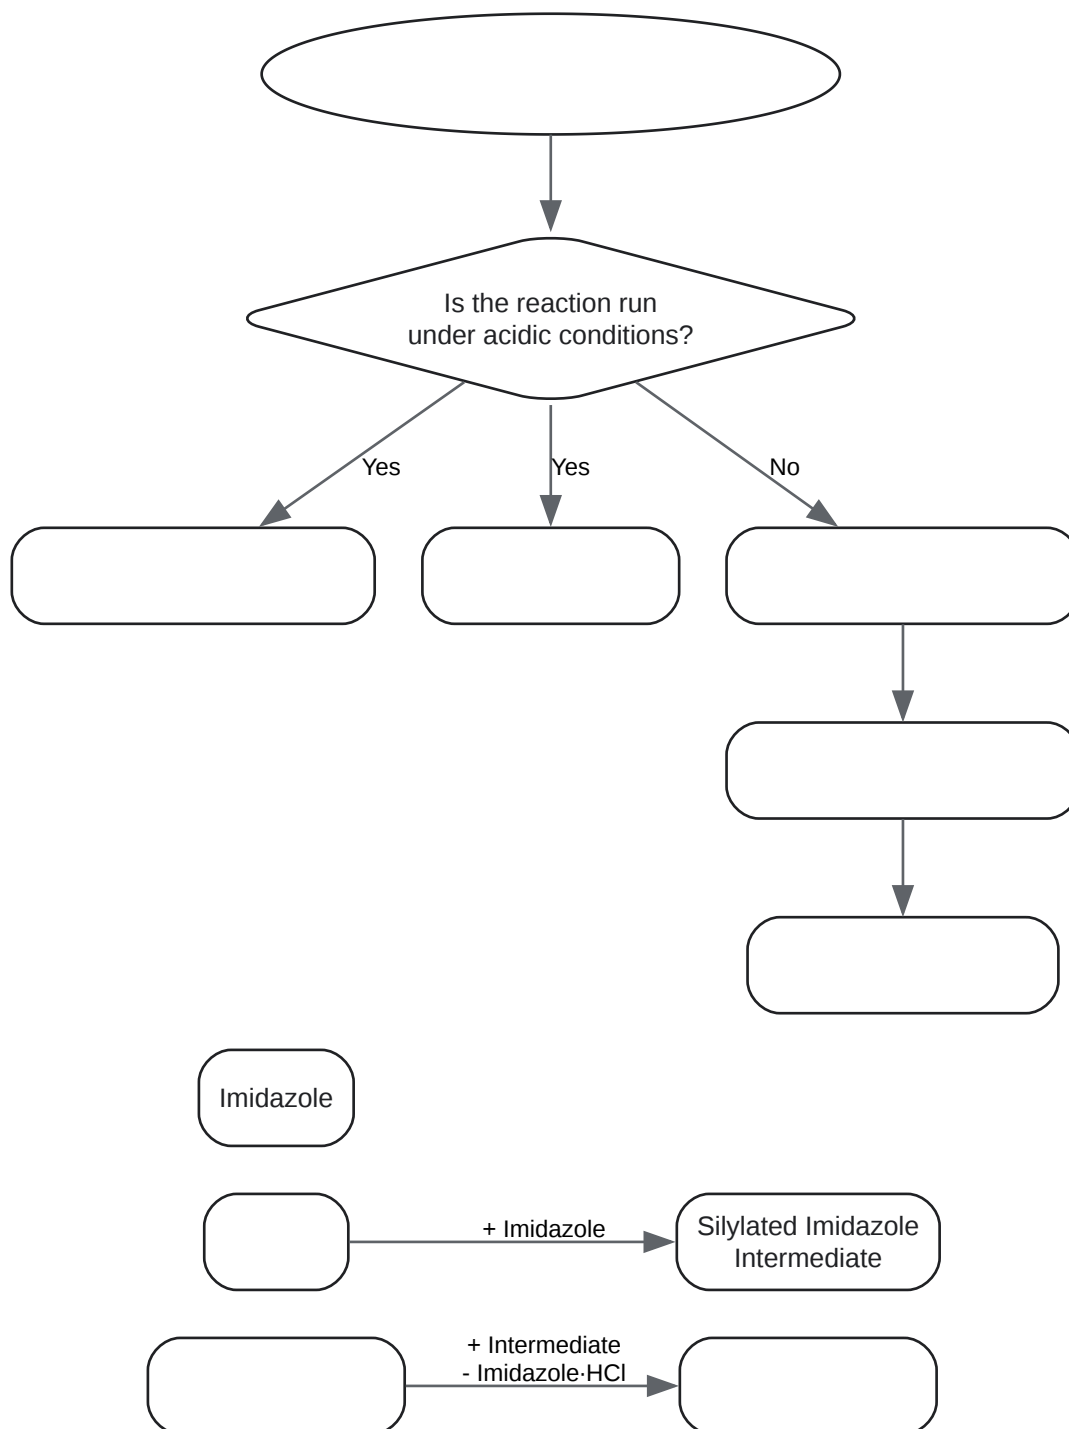 Is the reaction run
under acidic conditions?
Yes
Yes
No
Imidazole
+ Imidazole
Silylated Imidazole
Intermediate
+ Intermediate
- Imidazole·HCl